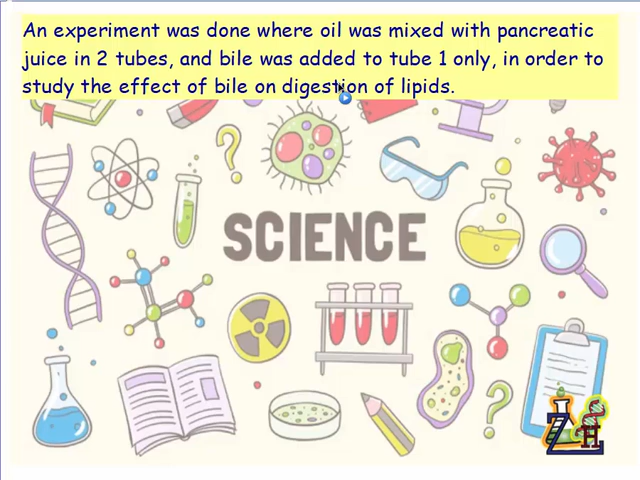 An experiment was done where oil was mixed with pancreatic
juice in 2 tubes, and bile was added to tube 1 only, in order to
study the effect of bile on digestion of lipids.
SCIENCE
Z H